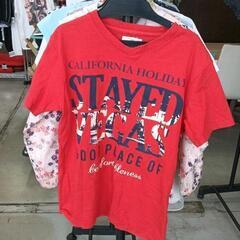 CALIFORNIA HOLIDAY
STAYED
VEGAS
GOOD PLACE OF